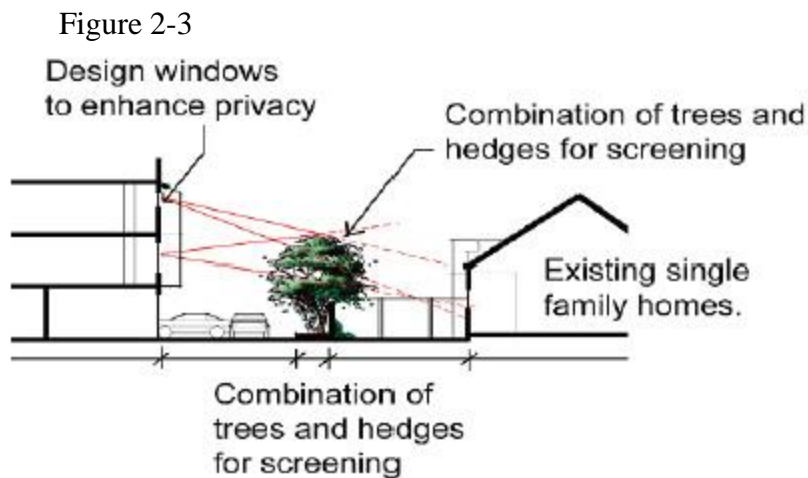 Figure 2-3
Design windows
to enhance privacy
Combination of trees and
hedges for screening
Existing single
family homes.
Combination of
trees and hedges
for screening